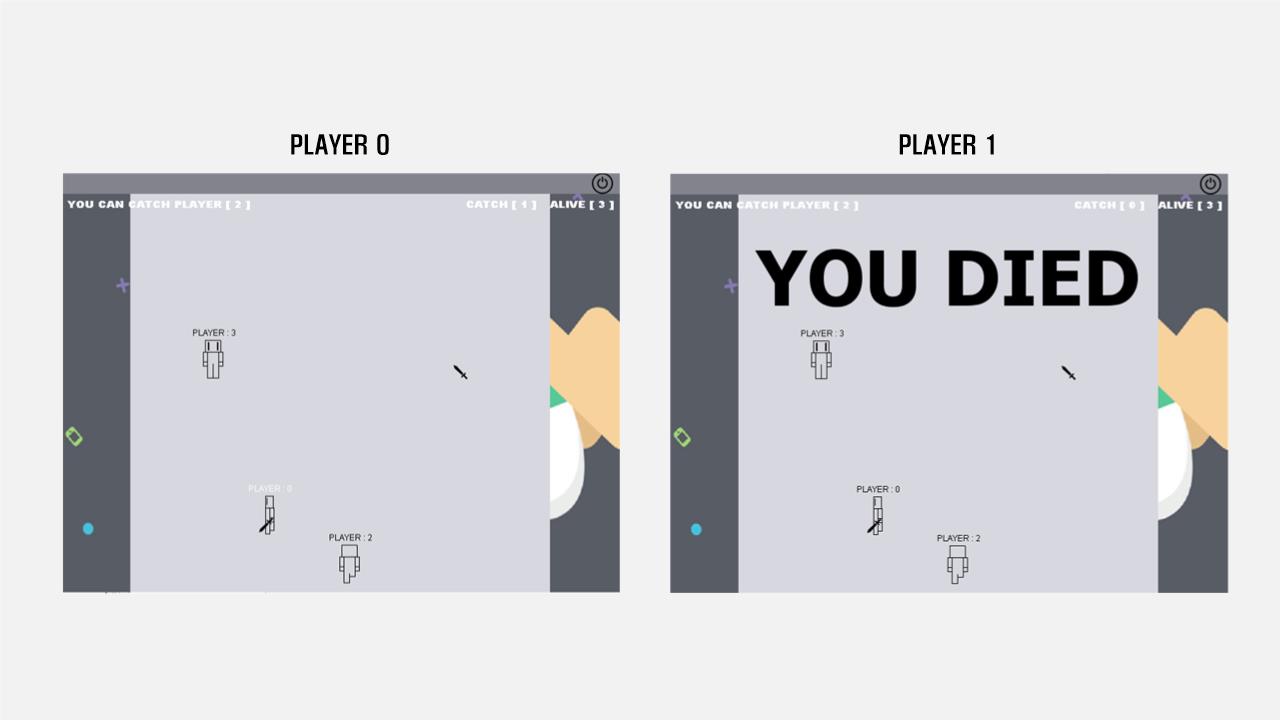 PLAYER 0
YOU CAN CATCH PLAYER [ 2 ] CATCH [ 1 ] ALIVE [ 3 ]
PLAYER : 3
PLAYER : 0
PLAYER : 2
PLAYER 1
YOU CAN CATCH PLAYER [ 2 ] CATCH [ 0 ] ALIVE [ 3 ]
YOU DIED
PLAYER : 3
PLAYER : 0
PLAYER : 2